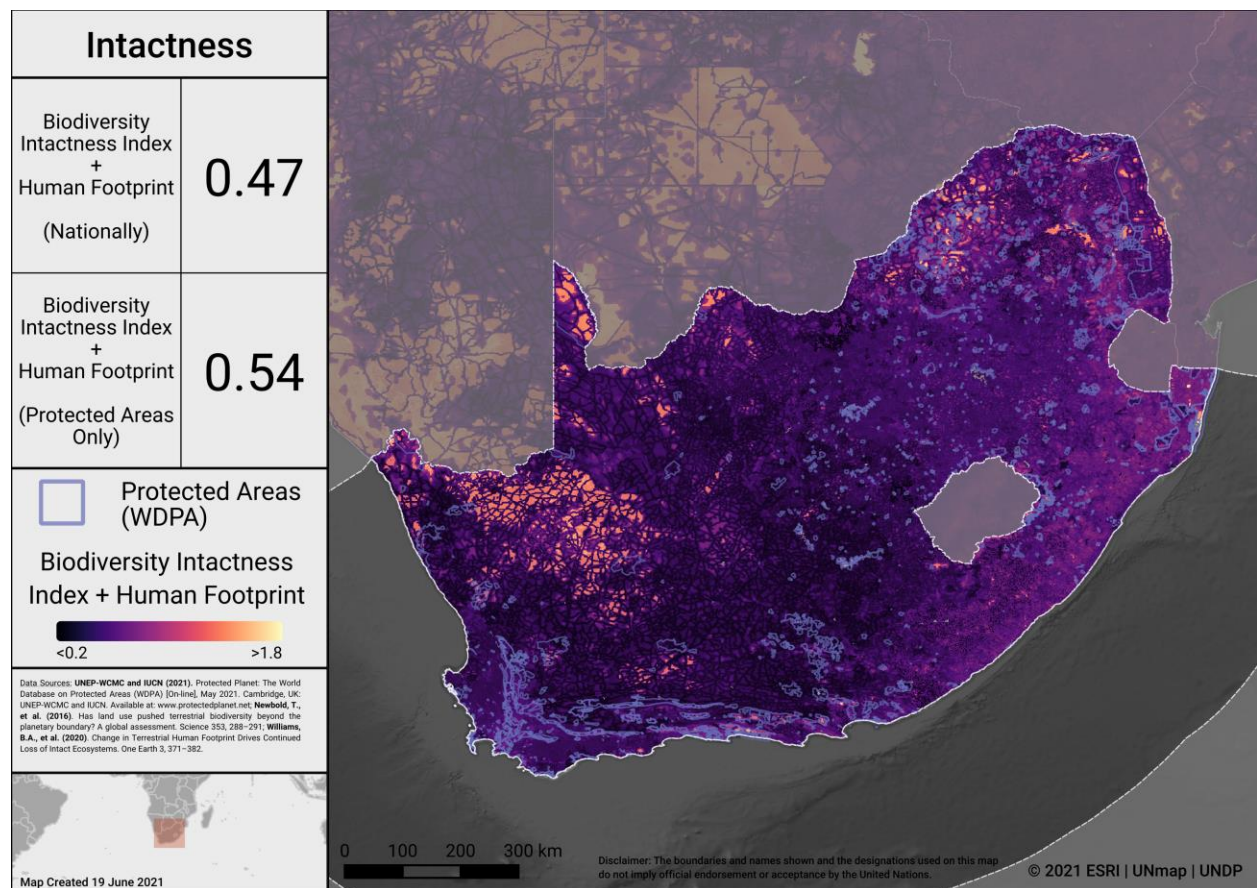 Intactness
Biodiversity
Intactness Index
+
Human Footprint
(Nationally)
0.47
Biodiversity
Intactness Index
+
Human Footprint
(Protected Areas
Only)
0.54
Protected Areas
(WDPA)
Biodiversity Intactness
Index + Human Footprint
<0.2 >1.8
Data Sources: UNEP-WCMC and IUCN (2021). Protected Planet: The World
Database on Protected Areas (WDPA) [On-line], May 2021. Cambridge, UK:
UNEP-WCMC and IUCN. Available at: www.protectedplanet.net; Newbold, T.,
et al. (2016). Has land use pushed terrestrial biodiversity beyond the
planetary boundary? A global assessment. Science 353, 288–291; Williams,
B.A., et al. (2020). Change in Terrestrial Human Footprint Drives Continued
Loss of Intact Ecosystems. One Earth 3, 371–382.
Map Created 19 June 2021
0 100 200 300 km
Disclaimer: The boundaries and names shown and the designations used on this map
do not imply official endorsement or acceptance by the United Nations.
© 2021 ESRI | UNmap | UNDP